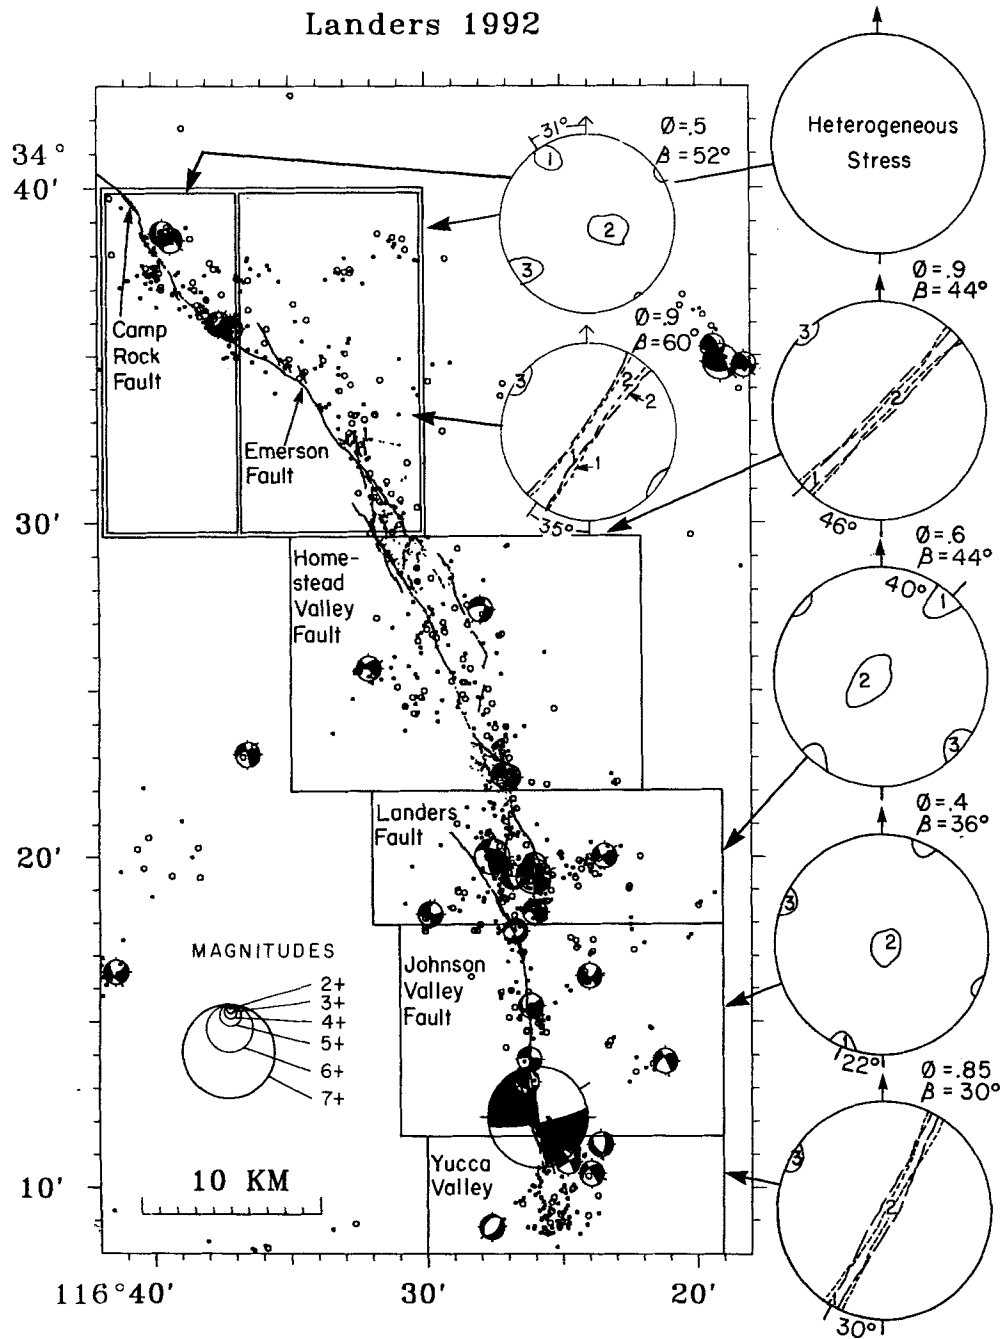 Landers 1992
34°
40'
30'
20'
10'
116°40'
30'
20'
Camp
Rock
Fault
Emerson
Fault
Home-
stead
Valley
Fault
Landers
Fault
Johnson
Valley
Fault
Yucca
Valley
MAGNITUDES
2+
3+
4+
5+
6+
7+
10 KM
31°
Ø=.5
β=52°
1
2
3
Ø=.9
β=60°
3
2
2
1
35°
Heterogeneous
Stress
Ø=.9
β=44°
3
2
1
46°
Ø=.6
β=44°
40°
1
2
3
Ø=.4
β=36°
3
2
1
22°
Ø=.85
β=30°
3
2
1
30°